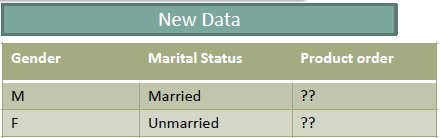 New Data
Gender Marital Status Product order
M Married ??
F Unmarried ??